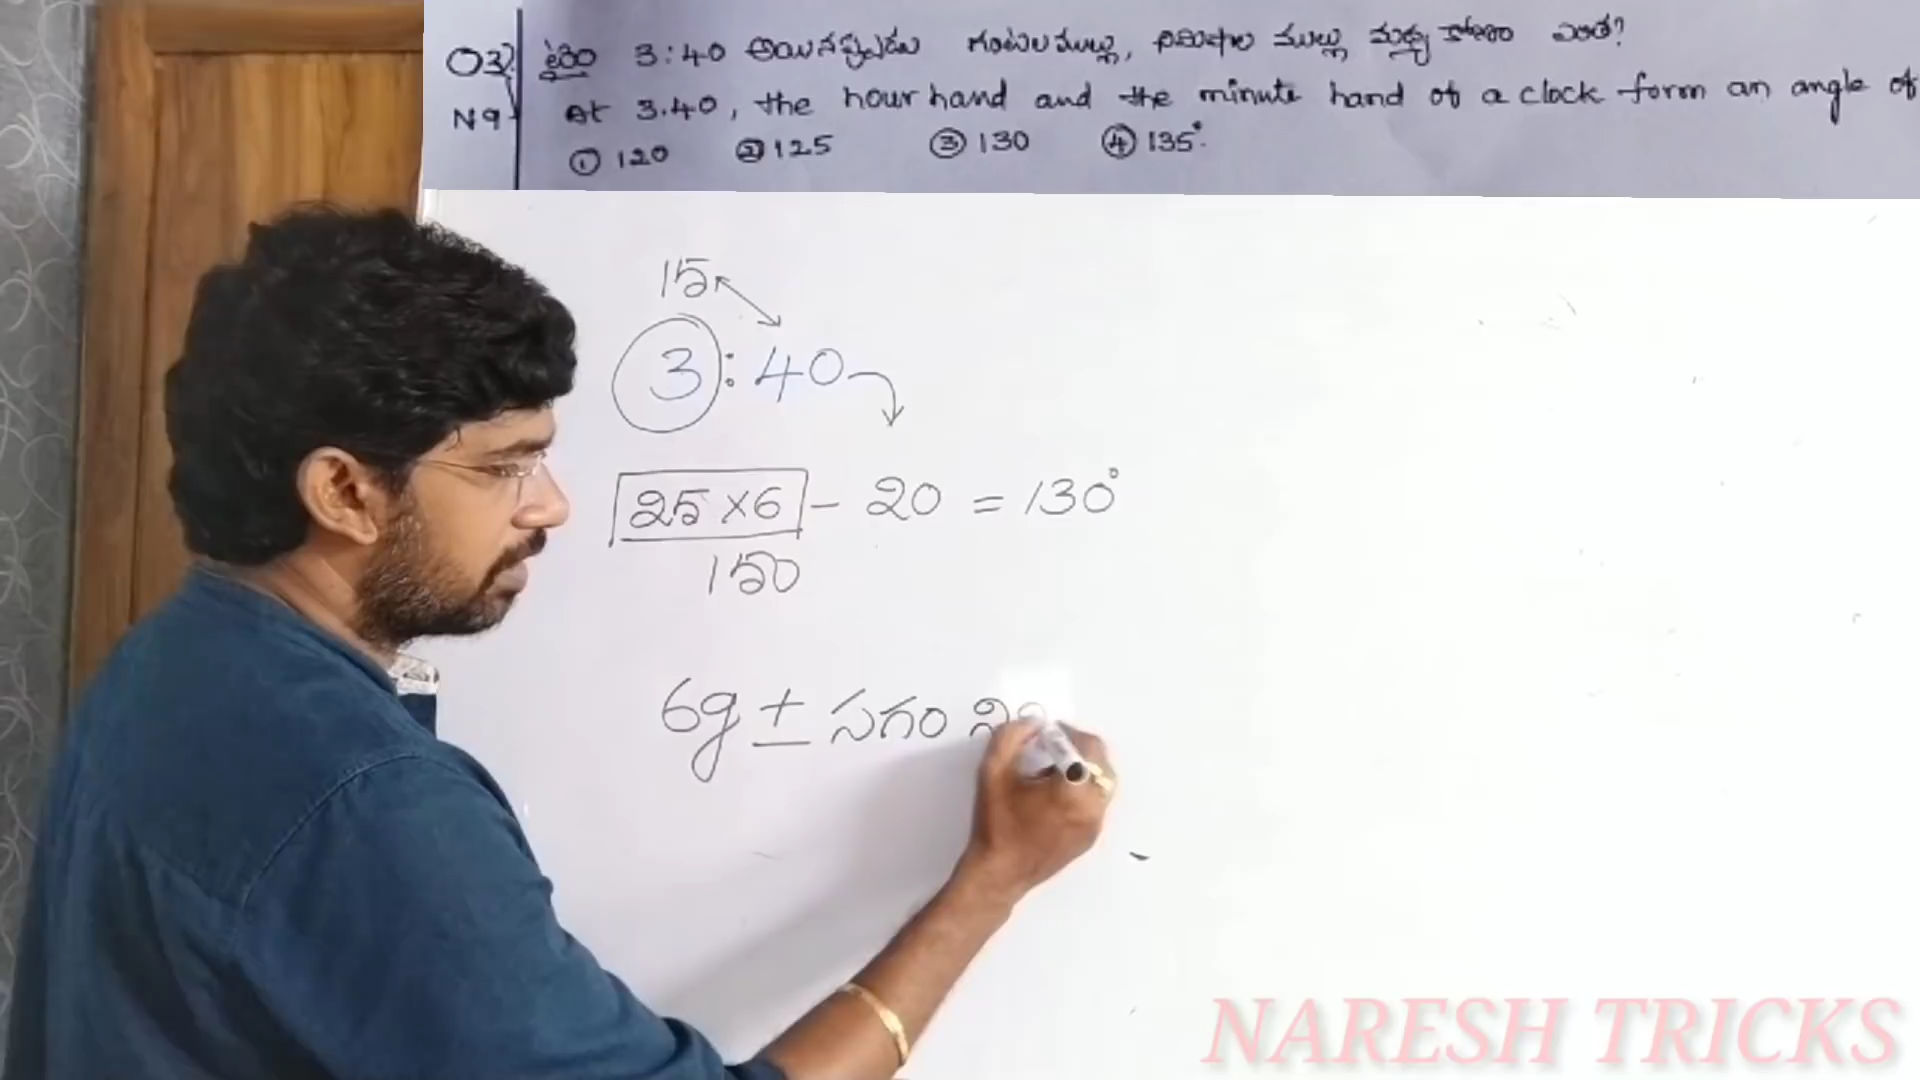 Q3) టైం 3:40 అయినప్పుడు గంటలముల్లు, నిమిషాల ముల్లు మధ్య కోణం ఎంత?
N9 At 3.40, the hour hand and the minute hand of a clock form an angle of
① 120 ② 125 ③ 130 ④ 135°.
15
3:40
25×6 - 20 = 130°
150
6g ± సగం
NARESH TRICKS